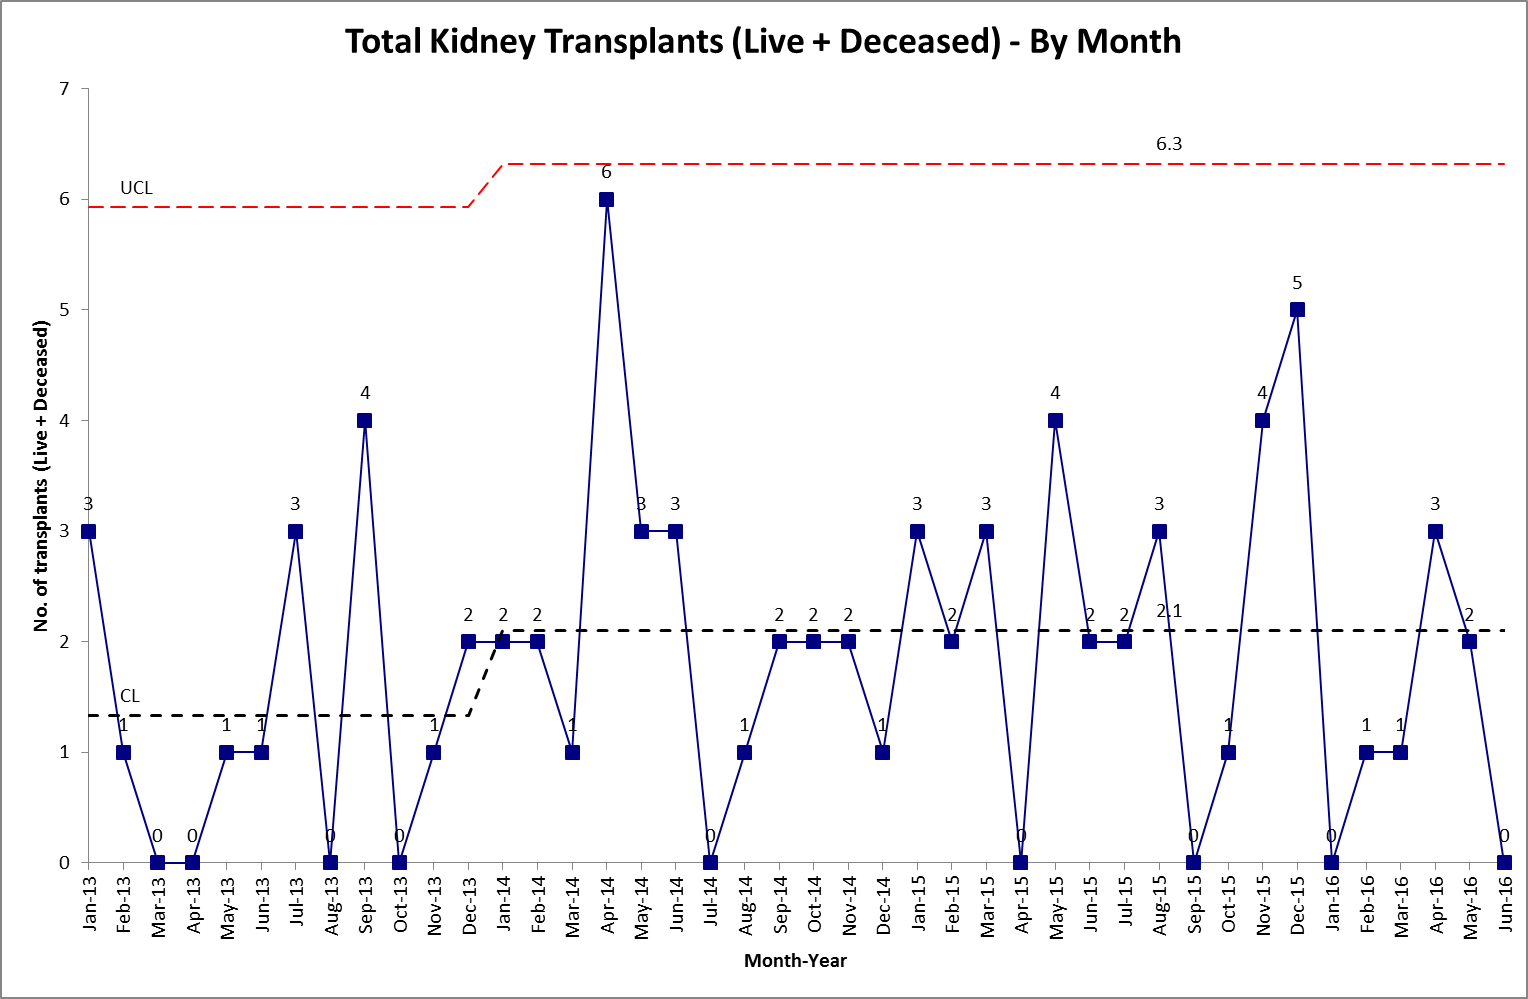 Total Kidney Transplants (Live + Deceased) - By Month
No. of transplants (Live + Deceased)
7
6
5
4
3
2
1
0
UCL
6.3
CL
2.1
3
1
0
0
1
1
3
0
4
0
1
2
2
2
1
6
3
3
0
1
2
2
2
1
3
2
3
0
4
2
2
3
0
1
4
5
0
1
1
3
2
0
Jan-13
Feb-13
Mar-13
Apr-13
May-13
Jun-13
Jul-13
Aug-13
Sep-13
Oct-13
Nov-13
Dec-13
Jan-14
Feb-14
Mar-14
Apr-14
May-14
Jun-14
Jul-14
Aug-14
Sep-14
Oct-14
Nov-14
Dec-14
Jan-15
Feb-15
Mar-15
Apr-15
May-15
Jun-15
Jul-15
Aug-15
Sep-15
Oct-15
Nov-15
Dec-15
Jan-16
Feb-16
Mar-16
Apr-16
May-16
Jun-16
Month-Year